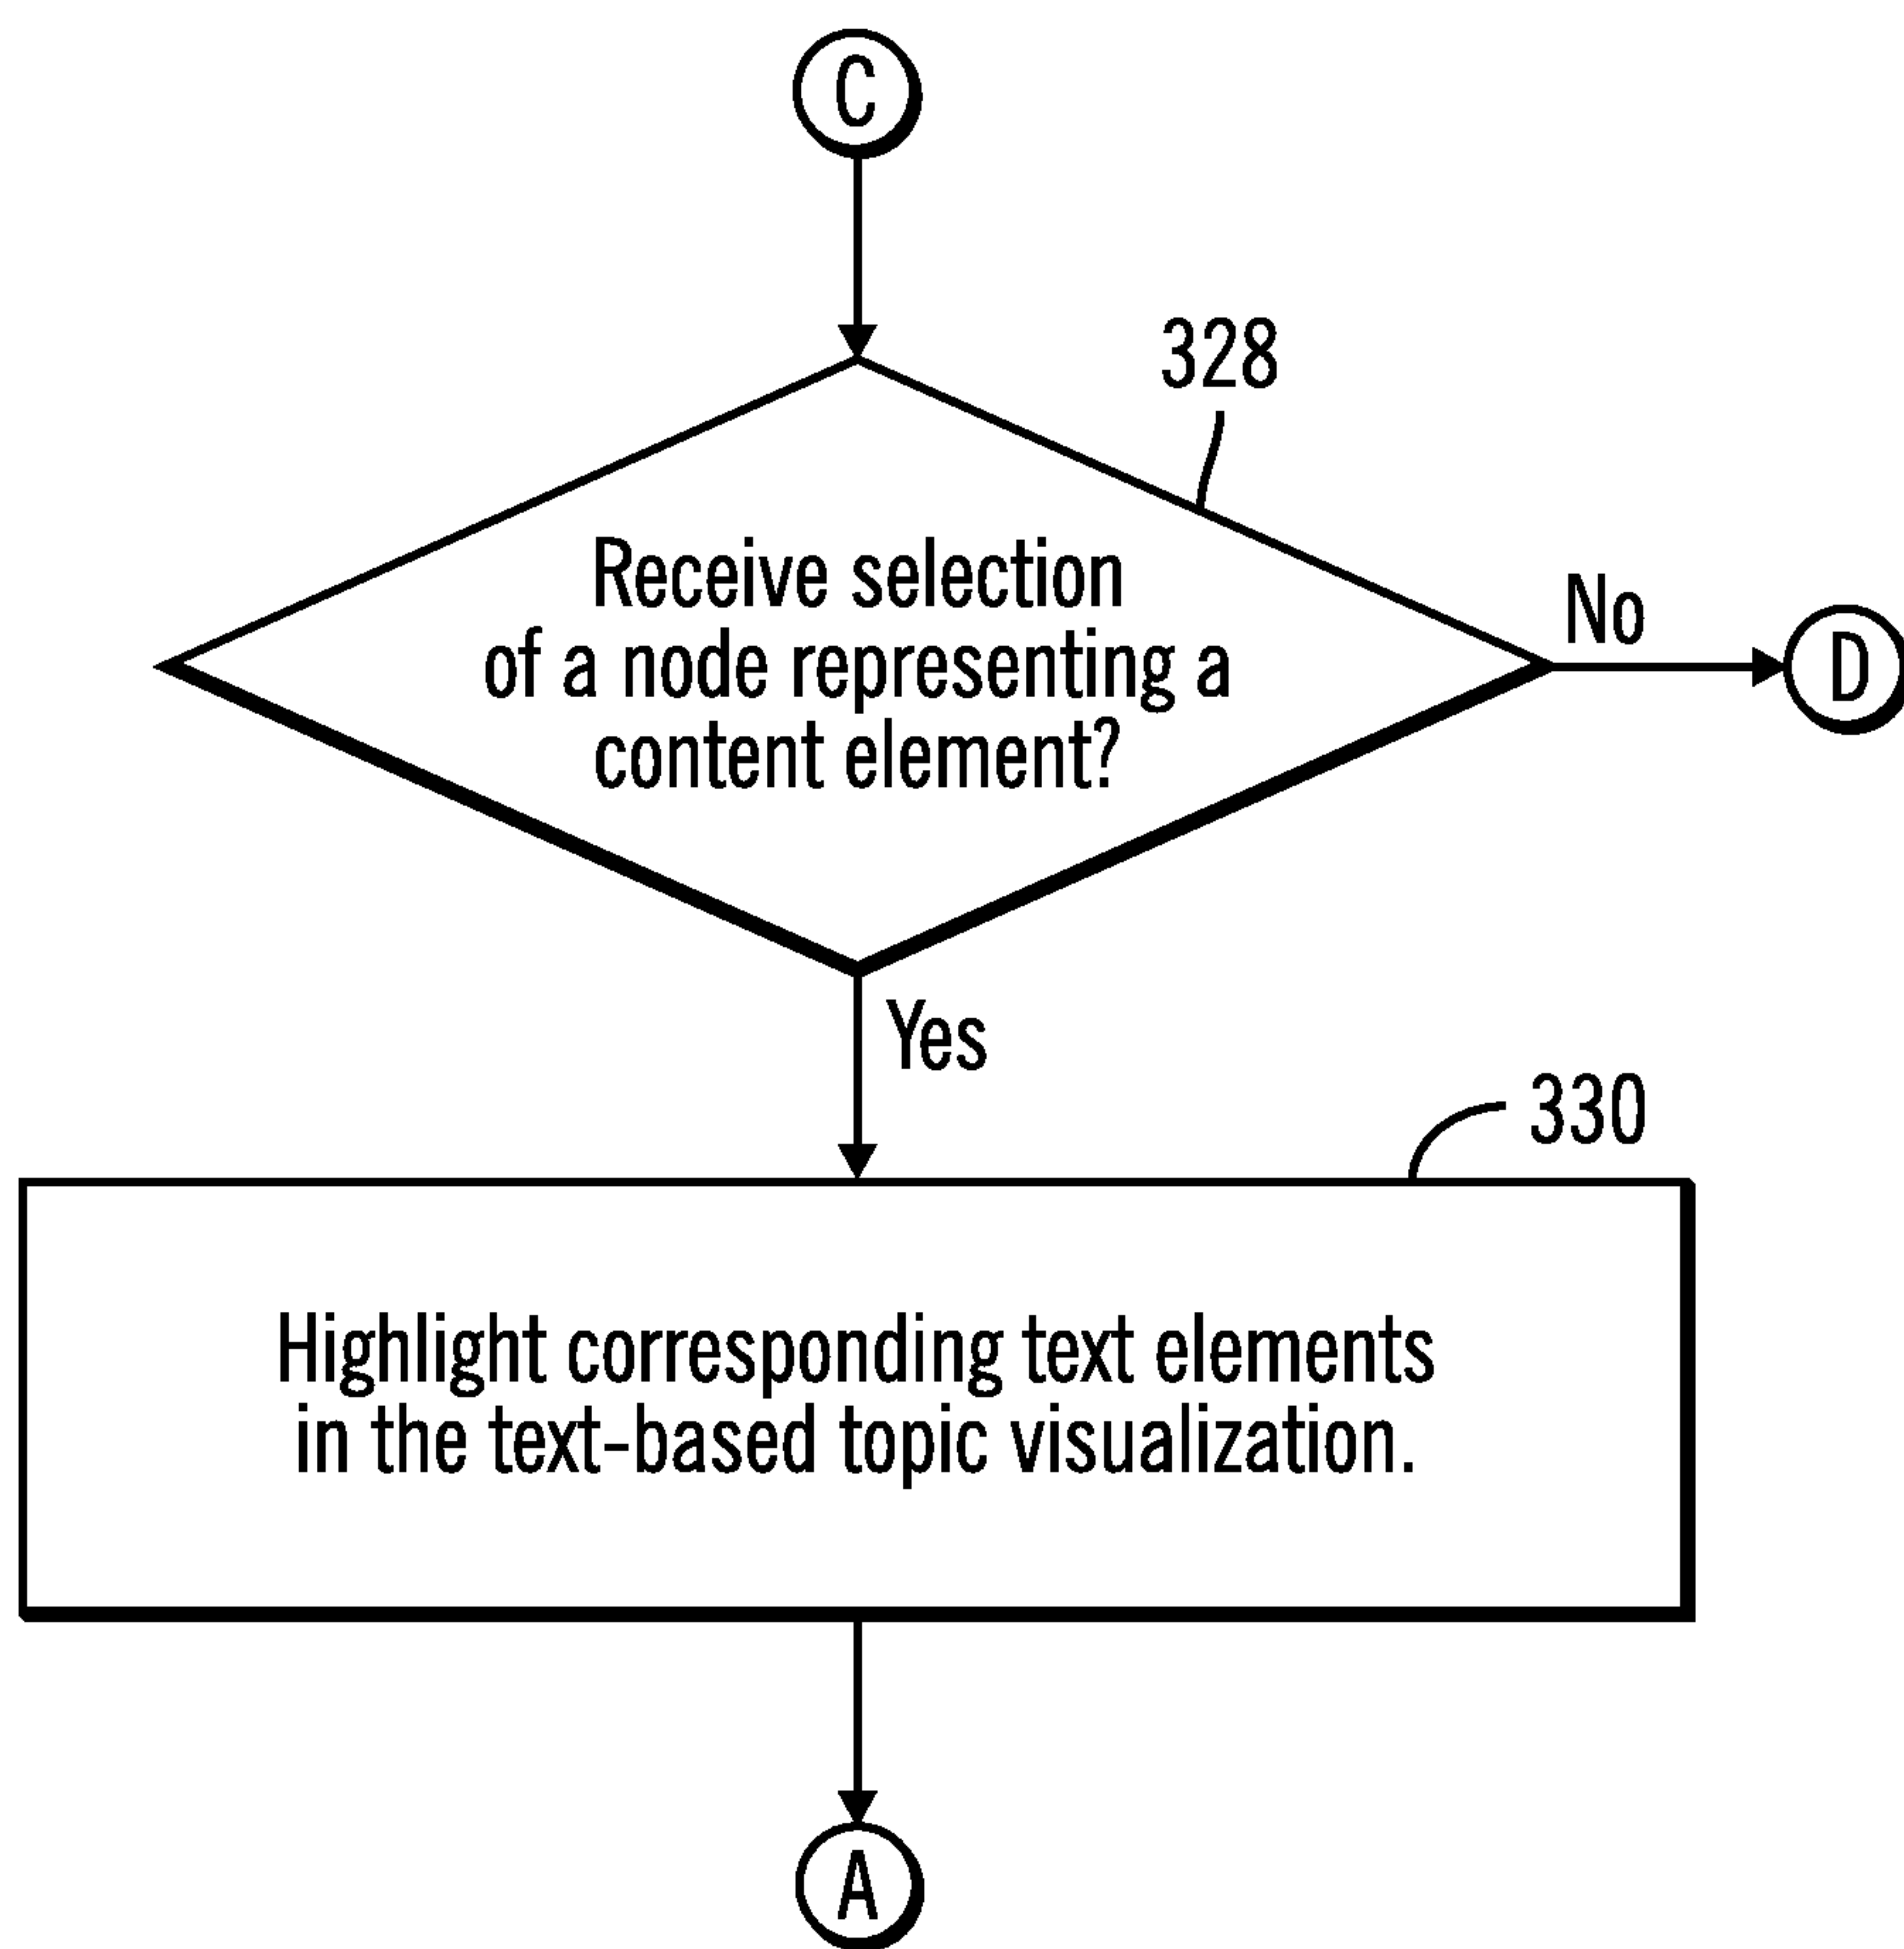 C
328
Receive selection
of a node representing a
content element?
No
D
Yes
330
Highlight corresponding text elements
in the text-based topic visualization.
A